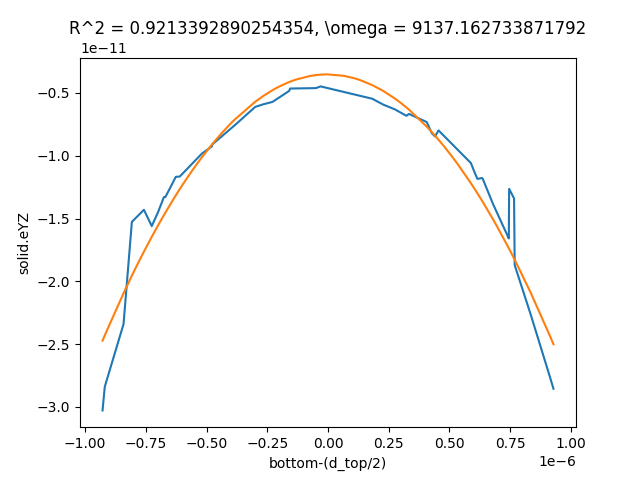 R^2 = 0.9213392890254354, \omega = 9137.162733871792
1e−11
−0.5
−1.0
−1.5
−2.0
−2.5
−3.0
solid.eYZ
−1.00 −0.75 −0.50 −0.25 0.00 0.25 0.50 0.75 1.00
1e−6
bottom-(d_top/2)